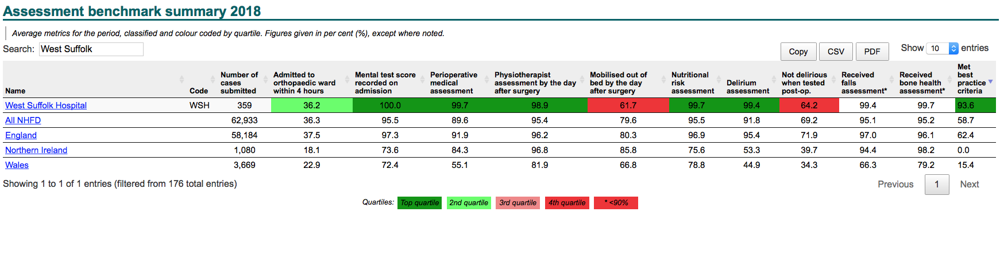 Assessment benchmark summary 2018
Average metrics for the period, classified and colour coded by quartile. Figures given in per cent (%), except where noted.
Search: West Suffolk
Copy CSV PDF Show 10 entries
Name Code Number of cases submitted Admitted to orthopaedic ward within 4 hours Mental test score recorded on admission Perioperative medical assessment Physiotherapist assessment by the day after surgery Mobilised out of bed by the day after surgery Nutritional risk assessment Delirium assessment Not delirious when tested post-op. Received falls assessment* Received bone health assessment* Met best practice criteria
West Suffolk Hospital WSH 359 36.2 100.0 99.7 98.9 61.7 99.7 99.4 64.2 99.4 99.7 93.6
All NHFD 62,933 36.3 95.5 89.6 95.4 79.6 95.5 91.8 69.2 95.1 95.2 58.7
England 58,184 37.5 97.3 91.9 96.2 80.3 96.9 95.4 71.9 97.0 96.1 62.4
Northern Ireland 1,080 18.1 73.6 84.3 96.8 85.8 75.6 53.3 39.7 94.4 98.2 0.0
Wales 3,669 22.9 72.4 55.1 81.9 66.8 78.8 44.9 34.3 66.3 79.2 15.4
Showing 1 to 1 of 1 entries (filtered from 176 total entries)
Previous 1 Next
Quartiles: Top quartile 2nd quartile 3rd quartile 4th quartile * <90%